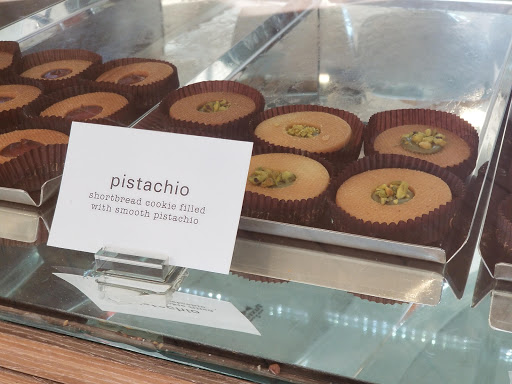 pistachio
shortbread cookie filled
with smooth pistachio